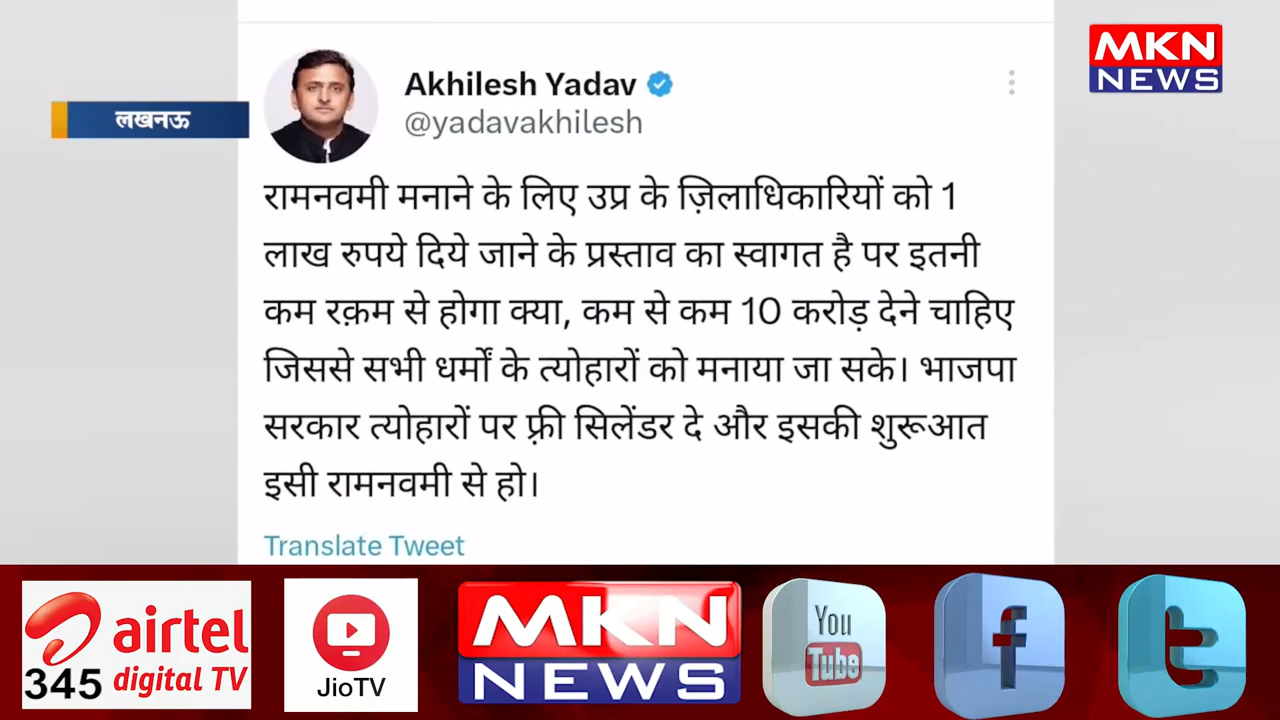 MKN
NEWS
लखनऊ
Akhilesh Yadav
@yadavakhilesh
रामनवमी मनाने के लिए उप्र के ज़िलाधिकारियों को 1
लाख रुपये दिये जाने के प्रस्ताव का स्वागत है पर इतनी
कम रक़म से होगा क्या, कम से कम 10 करोड़ देने चाहिए
जिससे सभी धर्मों के त्योहारों को मनाया जा सके। भाजपा
सरकार त्योहारों पर फ़्री सिलेंडर दे और इसकी शुरूआत
इसी रामनवमी से हो।
Translate Tweet
airtel
345 digital TV
JioTV
MKN
NEWS
You
Tube
f
t